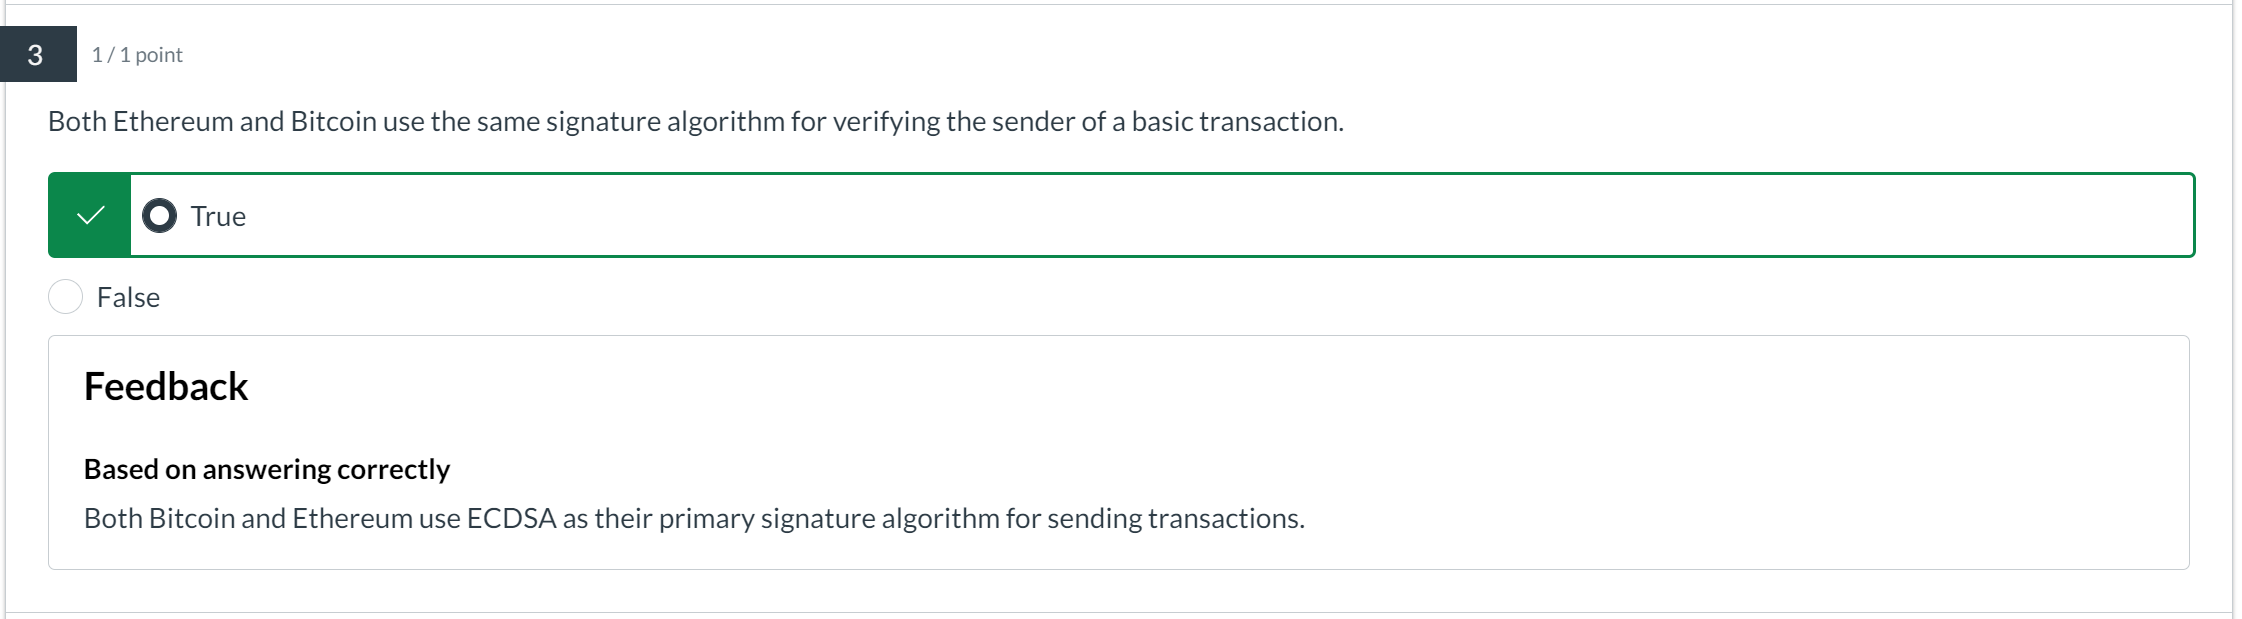 3
1 / 1 point
Both Ethereum and Bitcoin use the same signature algorithm for verifying the sender of a basic transaction.
True
False
Feedback
Based on answering correctly
Both Bitcoin and Ethereum use ECDSA as their primary signature algorithm for sending transactions.